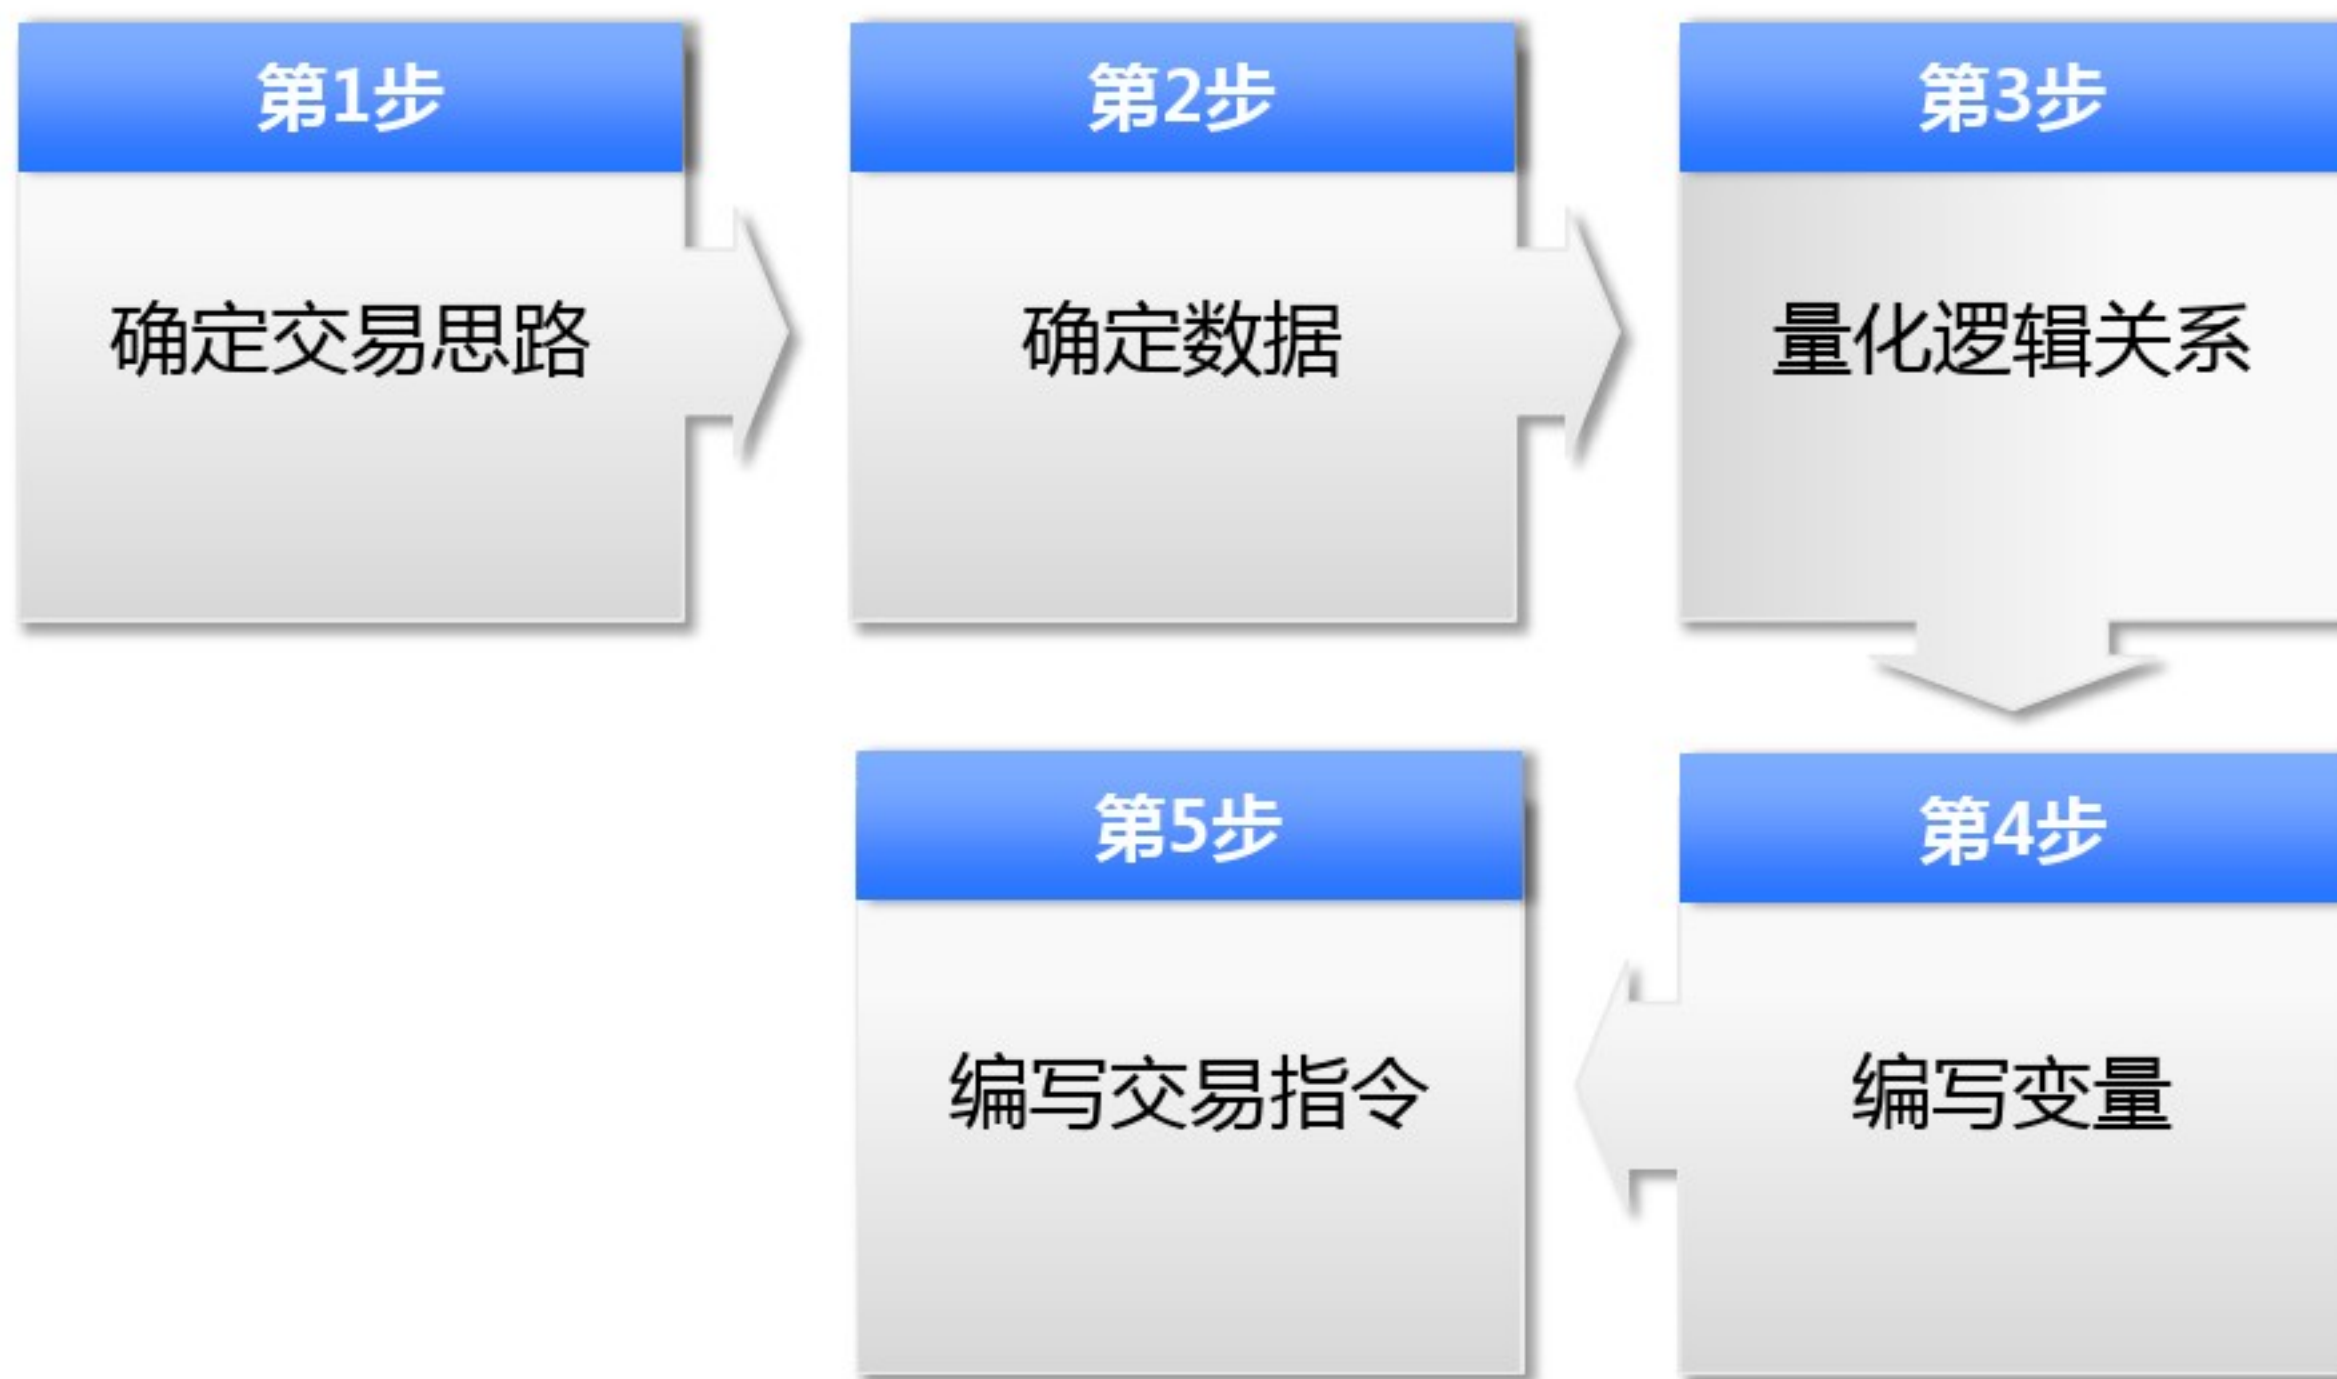 第1步
确定交易思路
第2步
确定数据
第3步
量化逻辑关系
第4步
编写变量
第5步
编写交易指令